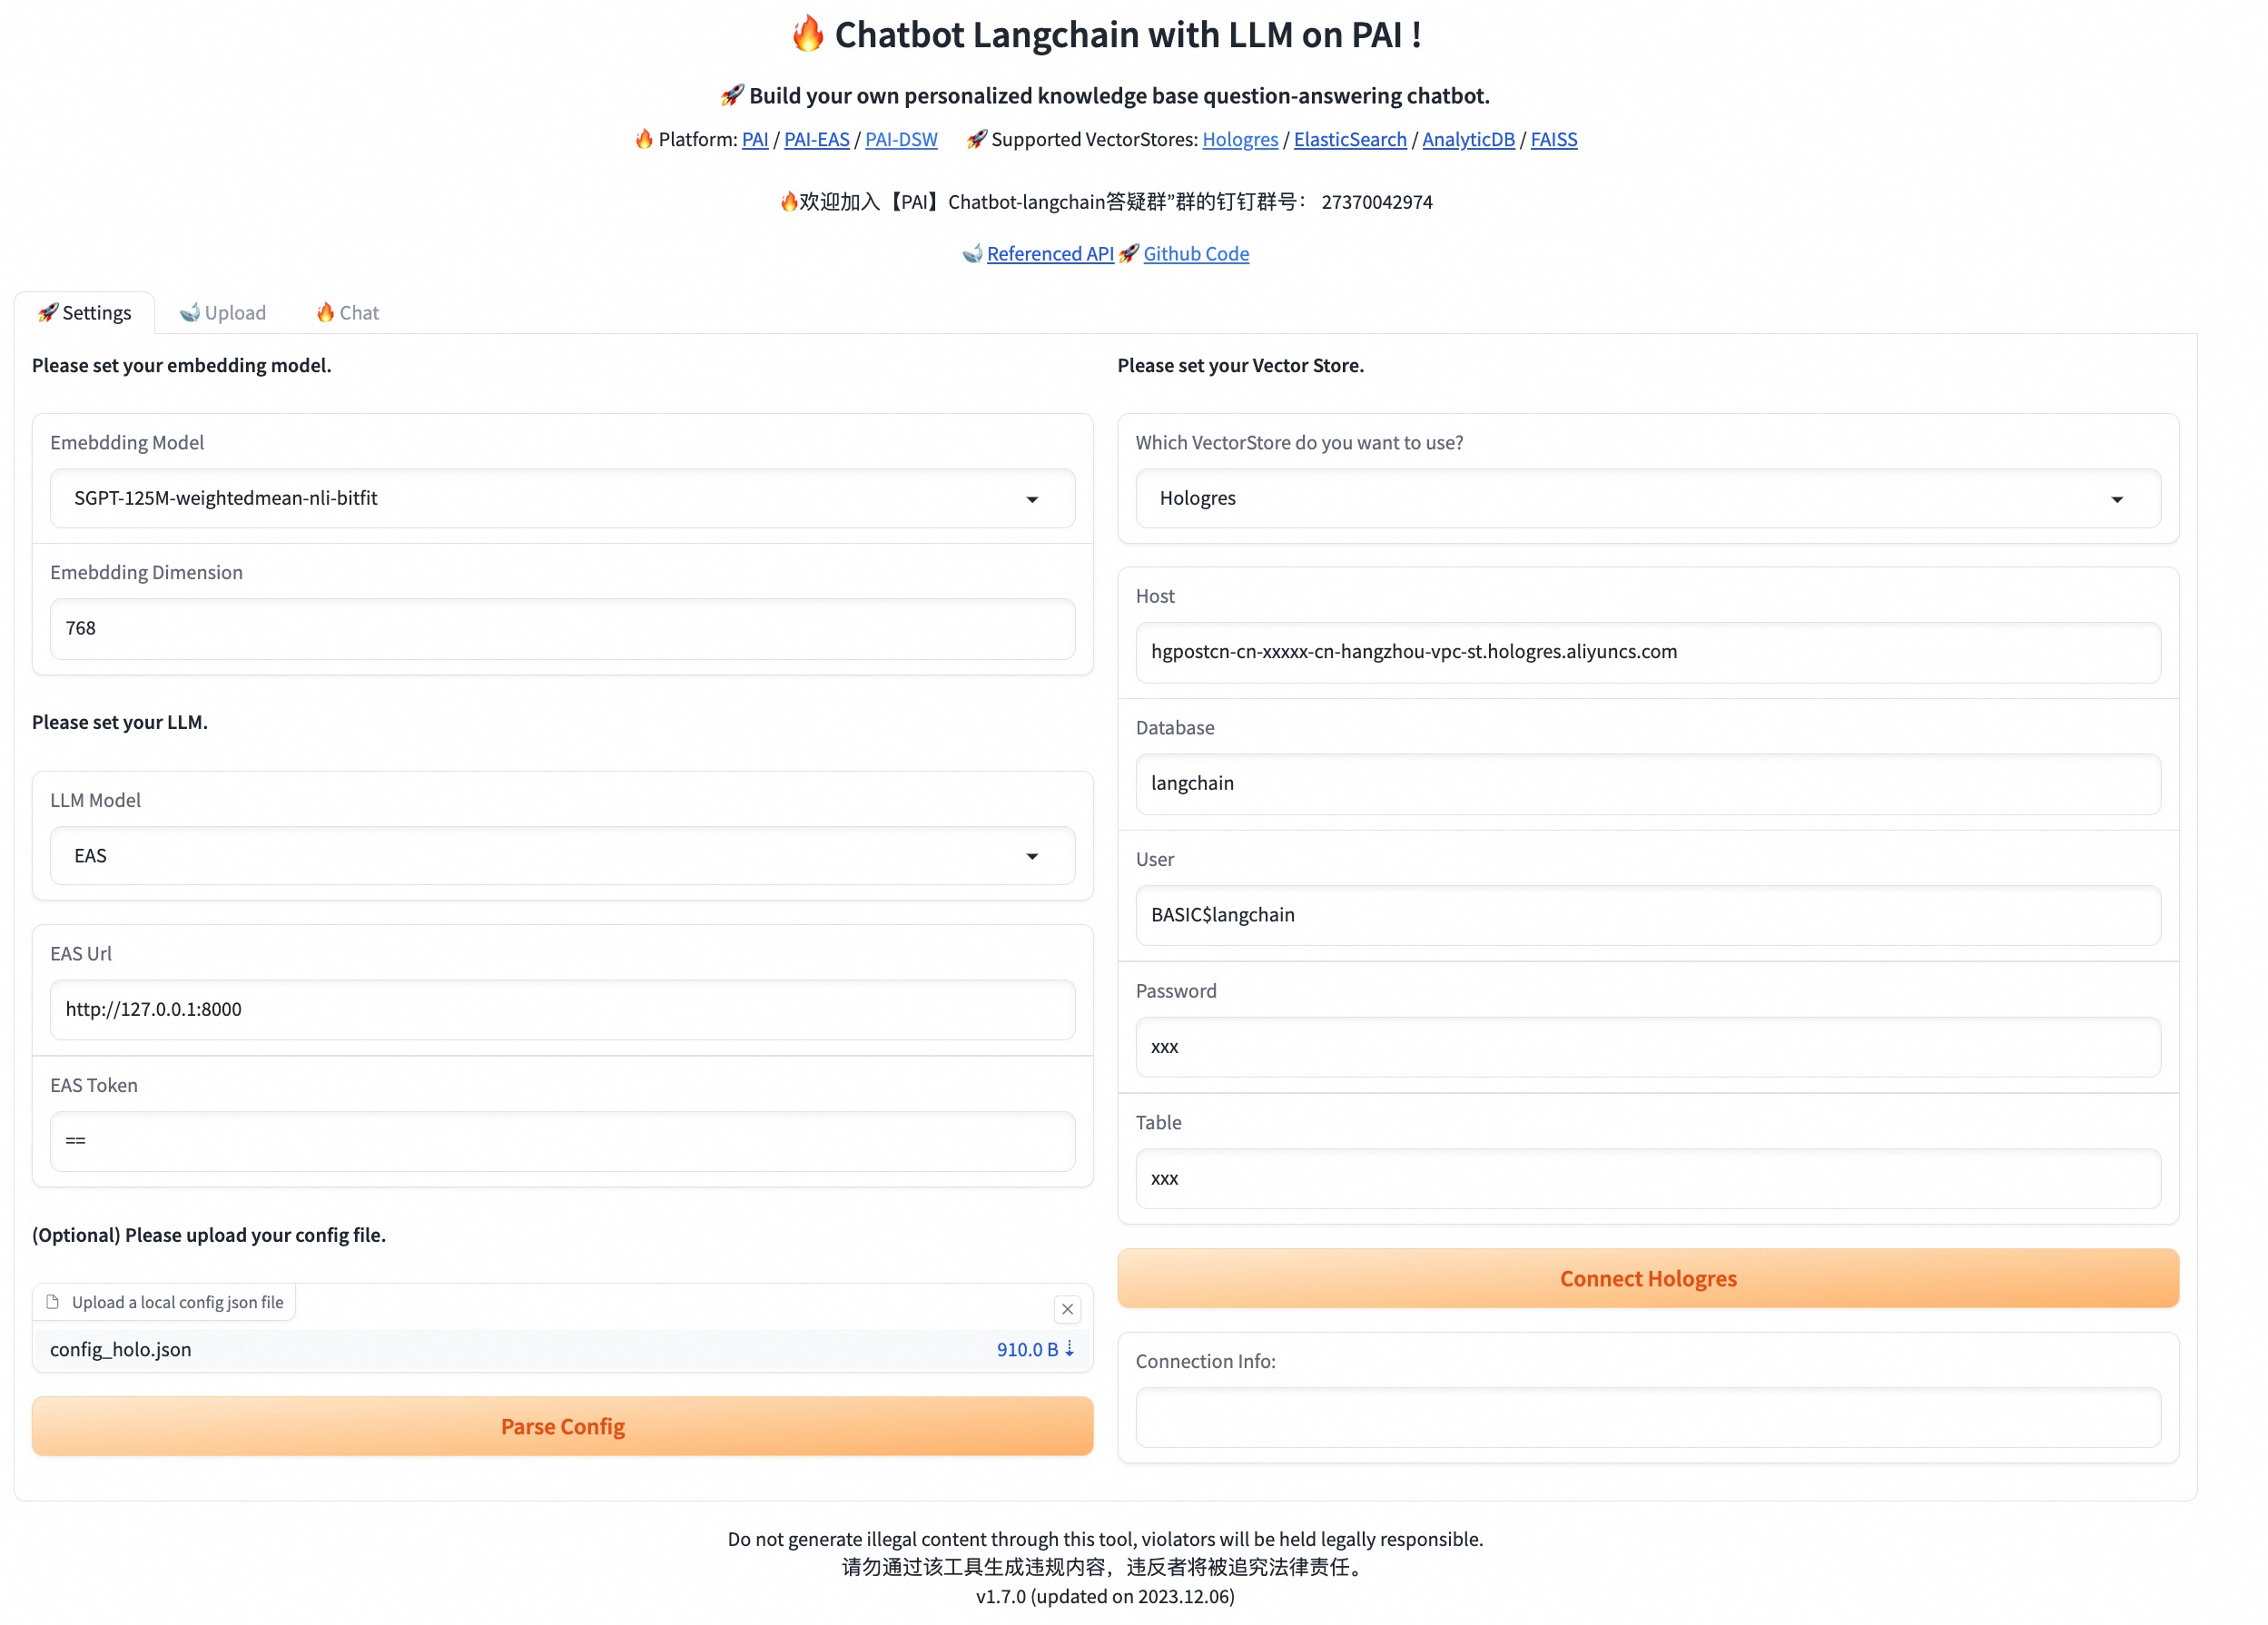 🔥 Chatbot Langchain with LLM on PAI !
🚀 Build your own personalized knowledge base question-answering chatbot.
🔥 Platform: PAI / PAI-EAS / PAI-DSW 🚀 Supported VectorStores: Hologres / ElasticSearch / AnalyticDB / FAISS
🔥欢迎加入【PAI】Chatbot-langchain答疑群”群的钉钉群号： 27370042974
Referenced API 🚀 Github Code
🚀 Settings
Upload
🔥 Chat
Please set your embedding model.
Emebdding Model
SGPT-125M-weightedmean-nli-bitfit
Emebdding Dimension
768
Please set your LLM.
LLM Model
EAS
EAS Url
http://127.0.0.1:8000
EAS Token
==
(Optional) Please upload your config file.
Upload a local config json file
config_holo.json 910.0 B ⇣
Parse Config
Please set your Vector Store.
Which VectorStore do you want to use?
Hologres
Host
hgpostcn-cn-xxxxx-cn-hangzhou-vpc-st.hologres.aliyuncs.com
Database
langchain
User
BASIC$langchain
Password
xxx
Table
xxx
Connect Hologres
Connection Info:
Do not generate illegal content through this tool, violators will be held legally responsible.
请勿通过该工具生成违规内容，违反者将被追究法律责任。
v1.7.0 (updated on 2023.12.06)